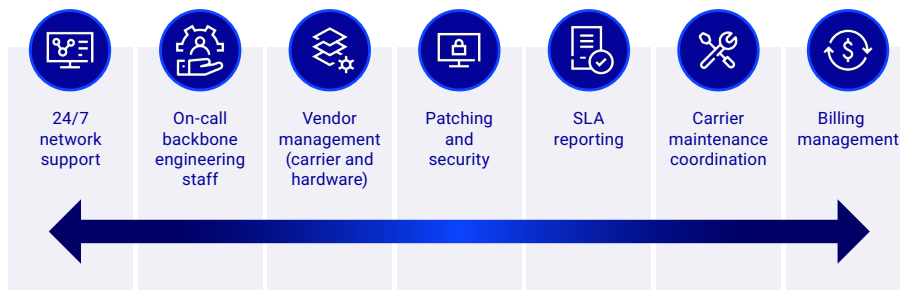 24/7
network
support
On-call
backbone
engineering
staff
Vendor
management
(carrier and
hardware)
Patching
and
security
SLA
reporting
Carrier
maintenance
coordination
Billing
management